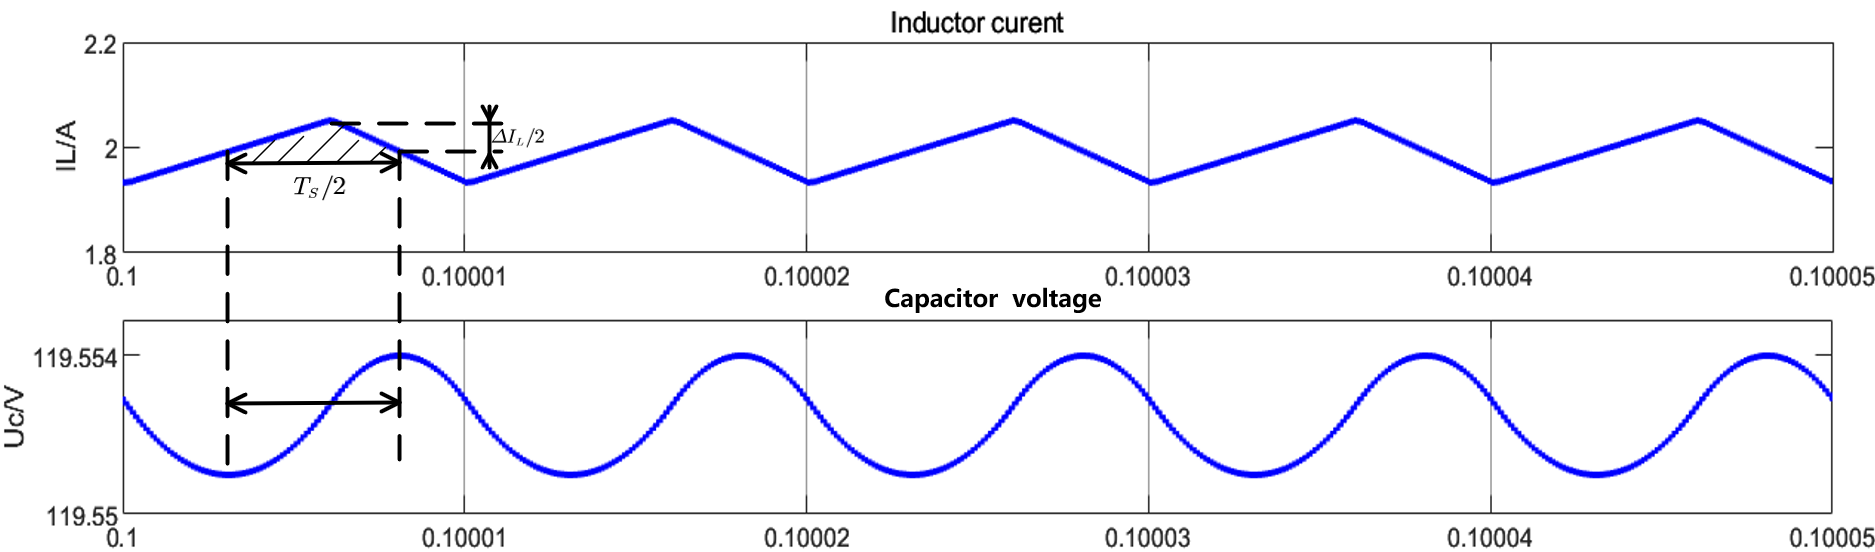 Inductor curent
2.2
2
1.8
IL/A
ΔI_L/2
T_S/2
0.1 0.10001 0.10002 0.10003 0.10004 0.10005
Capacitor voltage
119.554
119.55
Uc/V
0.1 0.10001 0.10002 0.10003 0.10004 0.10005